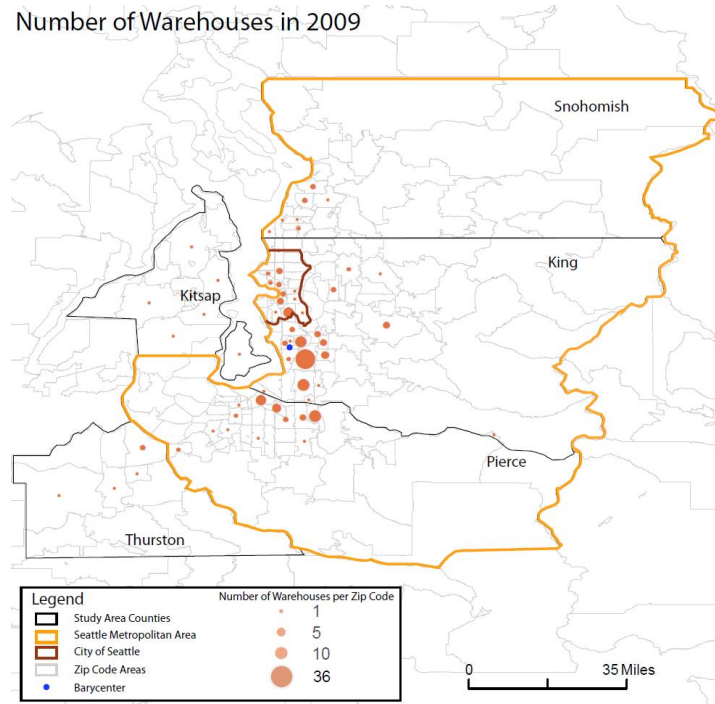 Number of Warehouses in 2009
Snohomish
King
Kitsap
Pierce
Thurston
Legend
Study Area Counties
Seattle Metropolitan Area
City of Seattle
Zip Code Areas
Barycenter
Number of Warehouses per Zip Code
1
5
10
36
0 35 Miles